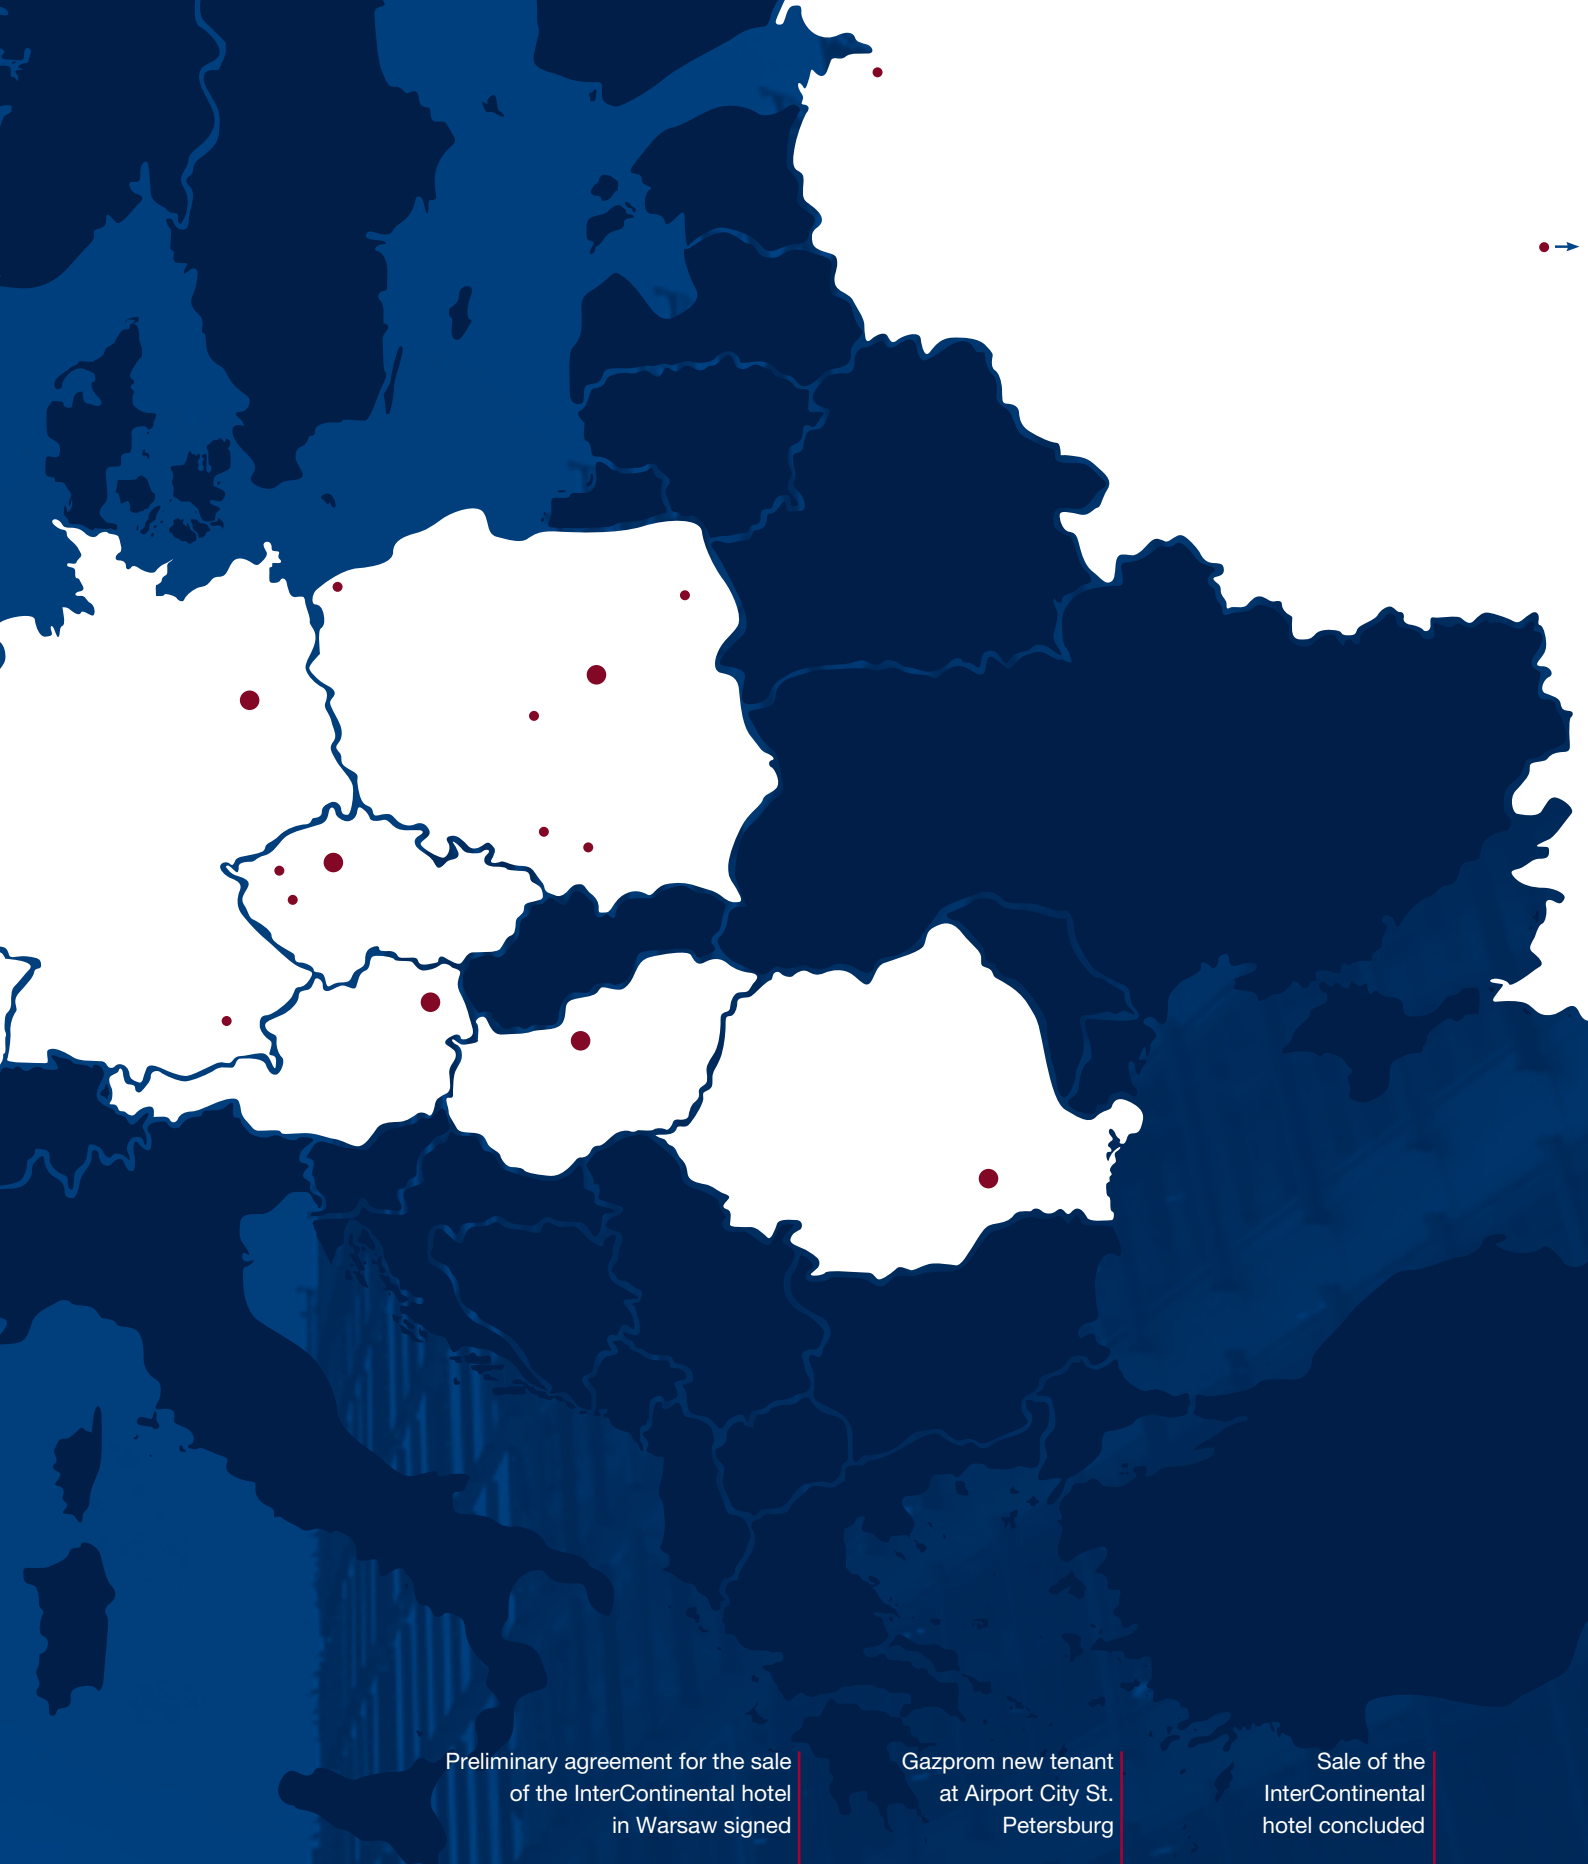 Preliminary agreement for the sale
of the InterContinental hotel
in Warsaw signed
Gazprom new tenant
at Airport City St.
Petersburg
Sale of the
InterContinental
hotel concluded